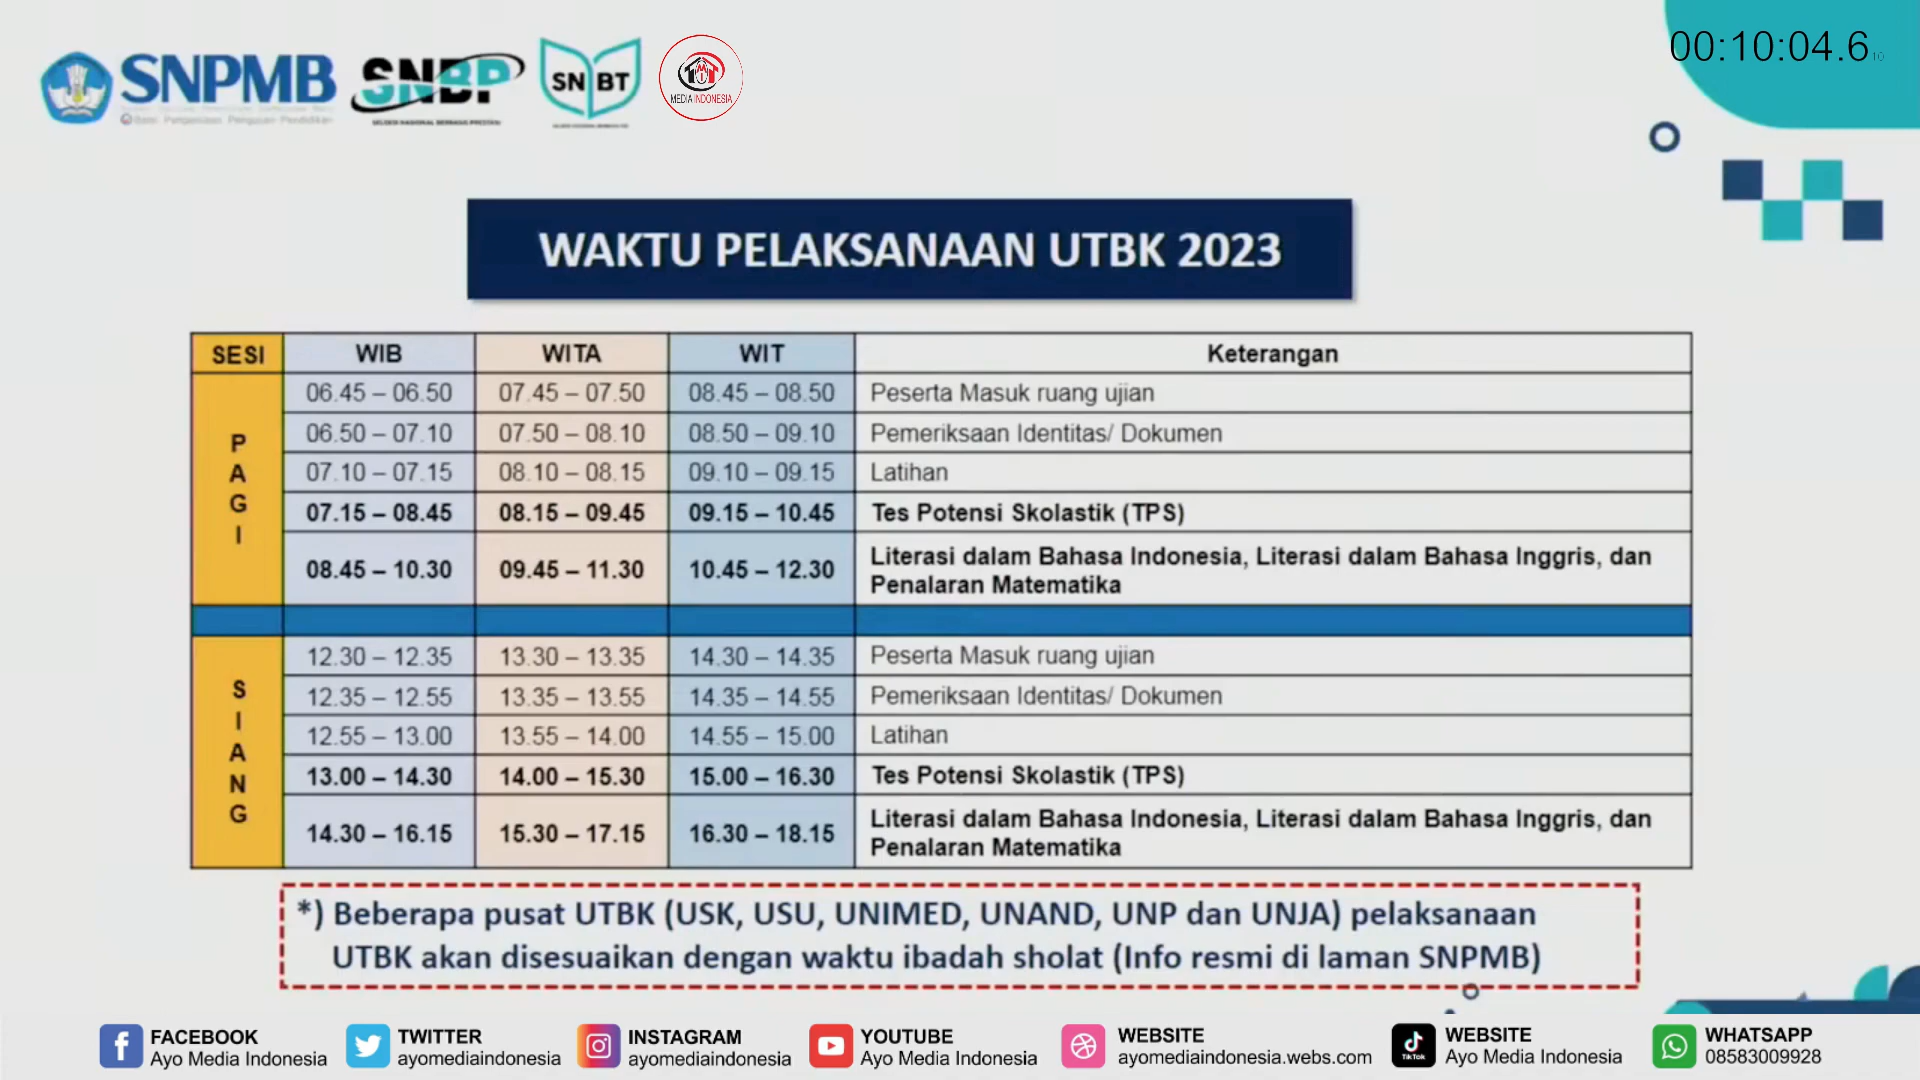 00:10:04.6
SNPMB
SNBP
SN BT
MEDIA INDONESIA
WAKTU PELAKSANAAN UTBK 2023
SESI WIB WITA WIT Keterangan
PAGI
06.45 – 06.50 07.45 – 07.50 08.45 – 08.50 Peserta Masuk ruang ujian
06.50 – 07.10 07.50 – 08.10 08.50 – 09.10 Pemeriksaan Identitas/ Dokumen
07.10 – 07.15 08.10 – 08.15 09.10 – 09.15 Latihan
07.15 – 08.45 08.15 – 09.45 09.15 – 10.45 Tes Potensi Skolastik (TPS)
08.45 – 10.30 09.45 – 11.30 10.45 – 12.30 Literasi dalam Bahasa Indonesia, Literasi dalam Bahasa Inggris, dan
Penalaran Matematika
SIANG
12.30 – 12.35 13.30 – 13.35 14.30 – 14.35 Peserta Masuk ruang ujian
12.35 – 12.55 13.35 – 13.55 14.35 – 14.55 Pemeriksaan Identitas/ Dokumen
12.55 – 13.00 13.55 – 14.00 14.55 – 15.00 Latihan
13.00 – 14.30 14.00 – 15.30 15.00 – 16.30 Tes Potensi Skolastik (TPS)
14.30 – 16.15 15.30 – 17.15 16.30 – 18.15 Literasi dalam Bahasa Indonesia, Literasi dalam Bahasa Inggris, dan
Penalaran Matematika
*) Beberapa pusat UTBK (USK, USU, UNIMED, UNAND, UNP dan UNJA) pelaksanaan
UTBK akan disesuaikan dengan waktu ibadah sholat (Info resmi di laman SNPMB)
FACEBOOK
Ayo Media Indonesia
TWITTER
ayomediaindonesia
INSTAGRAM
ayomediaindonesia
YOUTUBE
Ayo Media Indonesia
WEBSITE
ayomediaindonesia.webs.com
TikTok
WEBSITE
Ayo Media Indonesia
WHATSAPP
08583009928